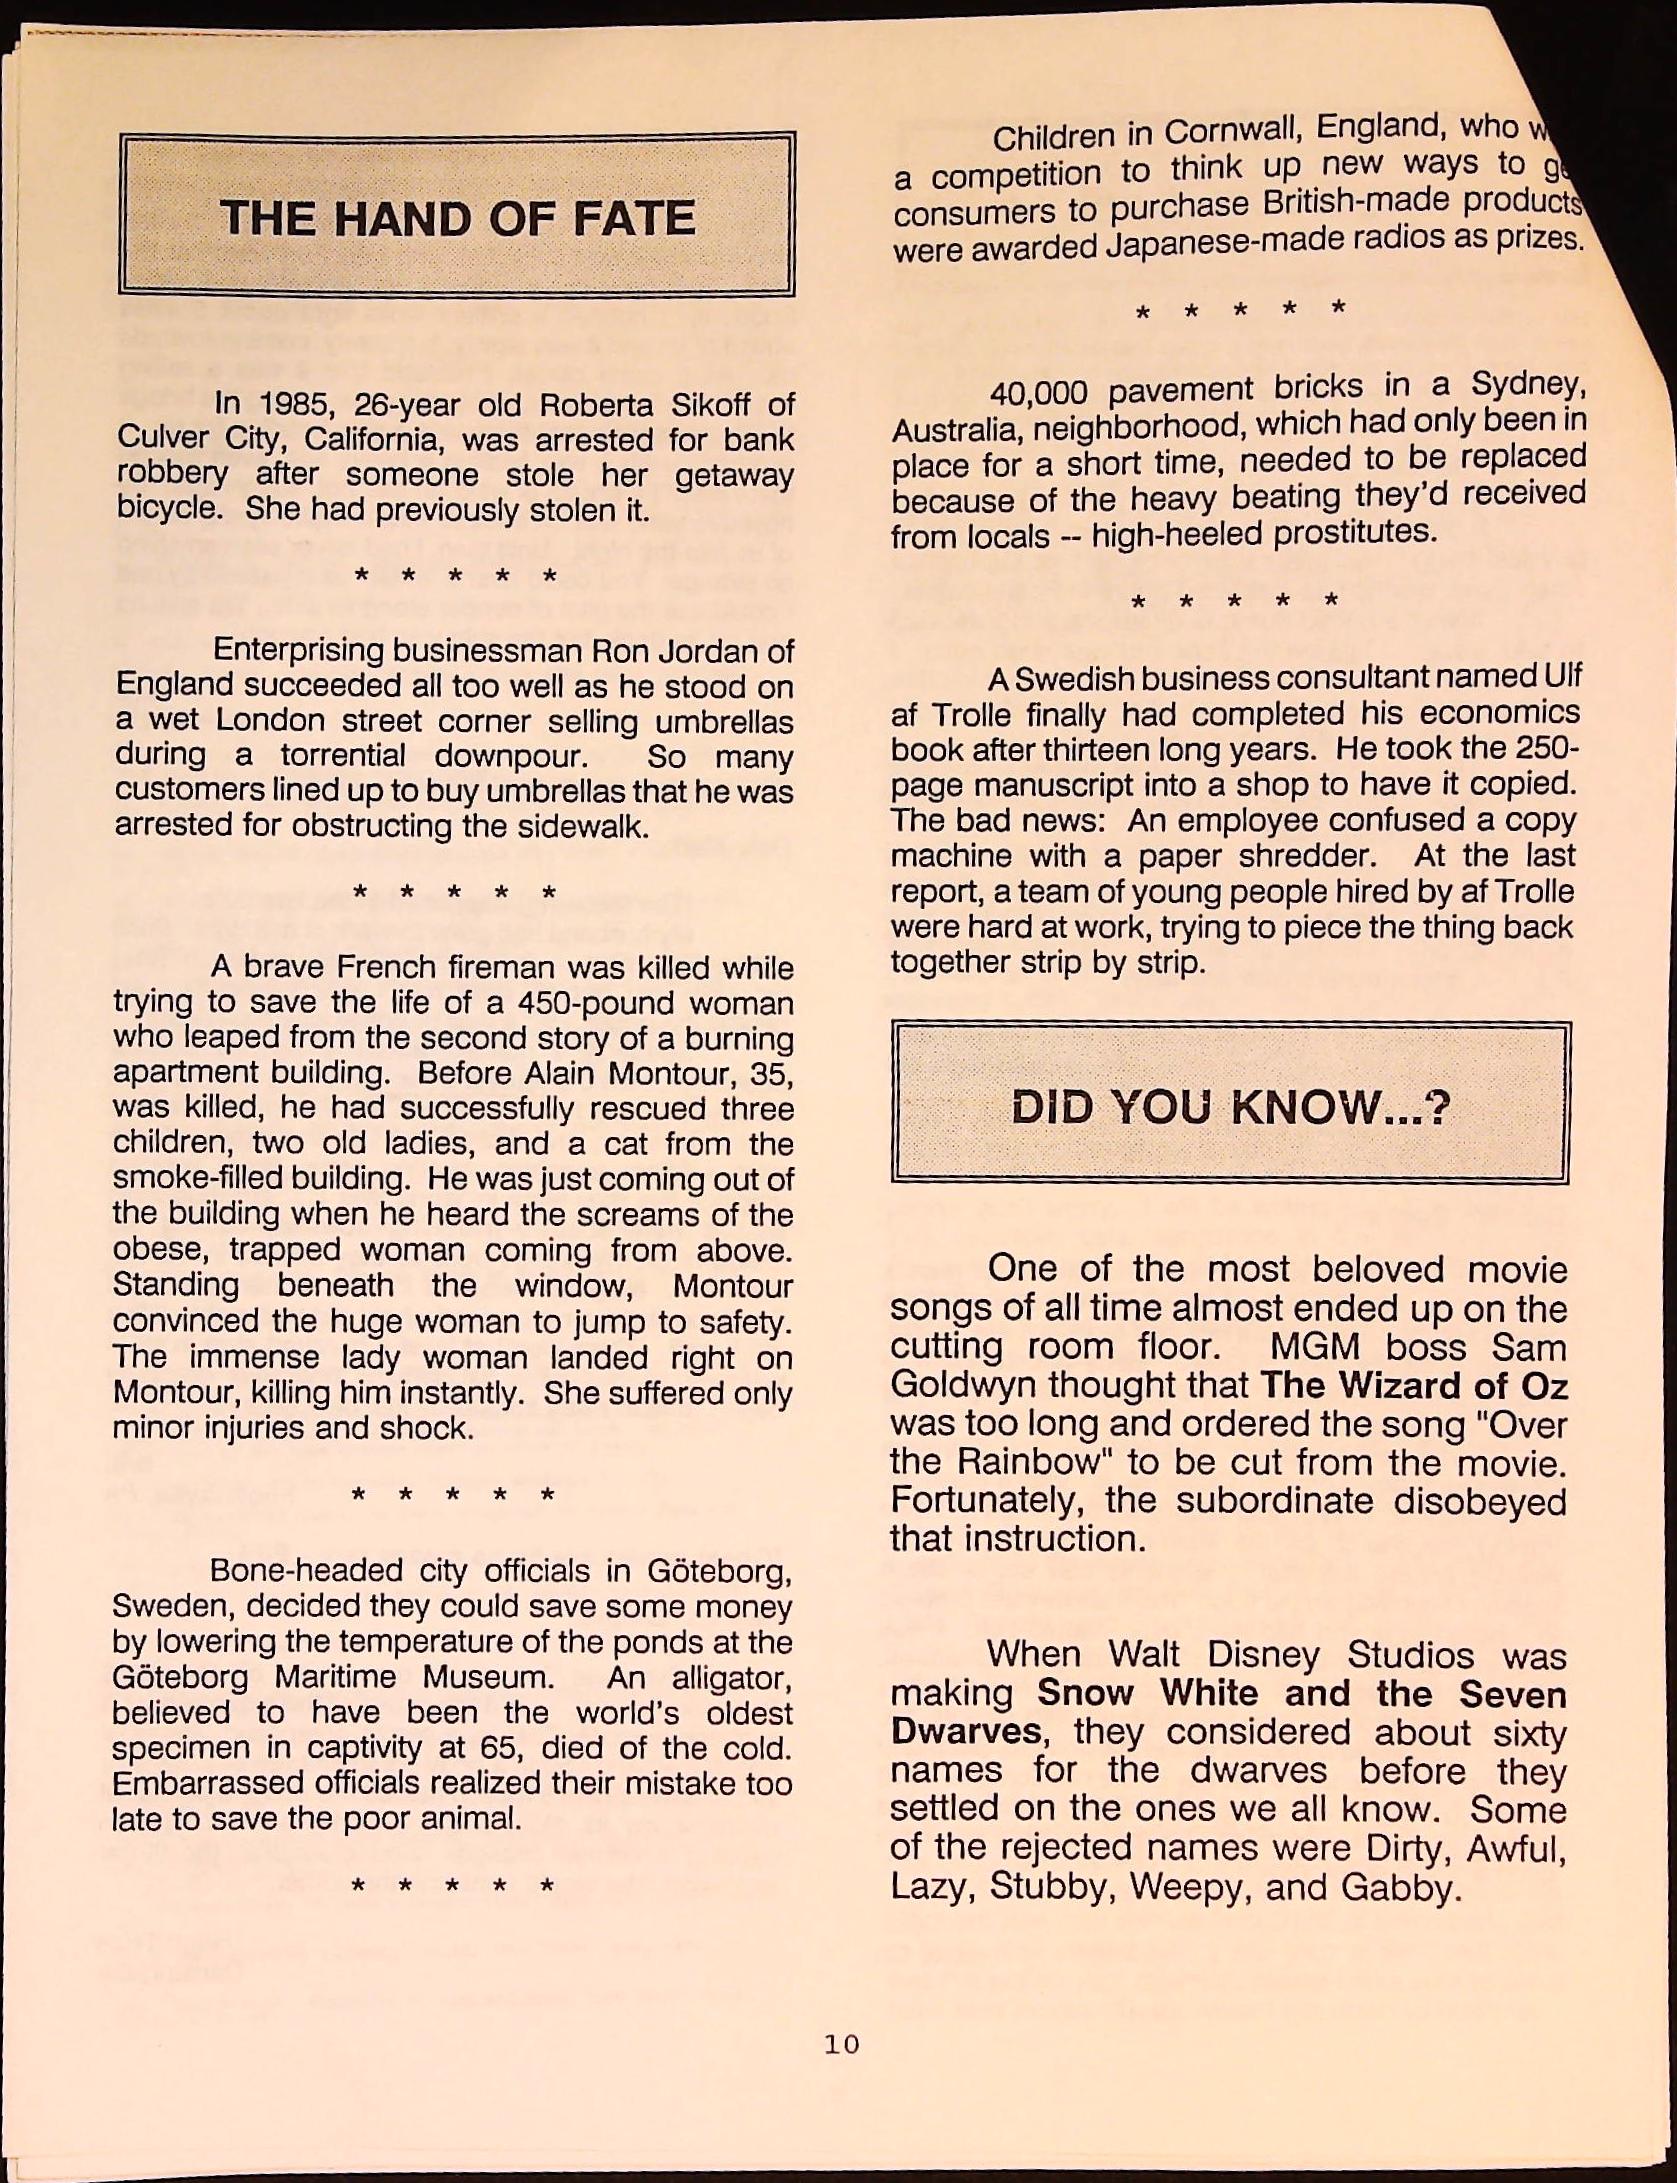 THE HAND OF FATE
In 1985, 26-year old Roberta Sikoff of
Culver City, California, was arrested for bank
robbery after someone stole her getaway
bicycle. She had previously stolen it.
* * * * *
Enterprising businessman Ron Jordan of
England succeeded all too well as he stood on
a wet London street corner selling umbrellas
during a torrential downpour. So many
customers lined up to buy umbrellas that he was
arrested for obstructing the sidewalk.
* * * * *
A brave French fireman was killed while
trying to save the life of a 450-pound woman
who leaped from the second story of a burning
apartment building. Before Alain Montour, 35,
was killed, he had successfully rescued three
children, two old ladies, and a cat from the
smoke-filled building. He was just coming out of
the building when he heard the screams of the
obese, trapped woman coming from above.
Standing beneath the window, Montour
convinced the huge woman to jump to safety.
The immense lady woman landed right on
Montour, killing him instantly. She suffered only
minor injuries and shock.
* * * * *
Bone-headed city officials in Göteborg,
Sweden, decided they could save some money
by lowering the temperature of the ponds at the
Göteborg Maritime Museum. An alligator,
believed to have been the world's oldest
specimen in captivity at 65, died of the cold.
Embarrassed officials realized their mistake too
late to save the poor animal.
* * * * *
Children in Cornwall, England, who
a competition to think up new ways to
consumers to purchase British-made products
were awarded Japanese-made radios as prizes.
* * * * *
40,000 pavement bricks in a Sydney,
Australia, neighborhood, which had only been in
place for a short time, needed to be replaced
because of the heavy beating they'd received
from locals -- high-heeled prostitutes.
* * * * *
A Swedish business consultant named Ulf
af Trolle finally had completed his economics
book after thirteen long years. He took the 250-
page manuscript into a shop to have it copied.
The bad news: An employee confused a copy
machine with a paper shredder. At the last
report, a team of young people hired by af Trolle
were hard at work, trying to piece the thing back
together strip by strip.
DID YOU KNOW...?
One of the most beloved movie
songs of all time almost ended up on the
cutting room floor. MGM boss Sam
Goldwyn thought that The Wizard of Oz
was too long and ordered the song "Over
the Rainbow" to be cut from the movie.
Fortunately, the subordinate disobeyed
that instruction.
When Walt Disney Studios was
making Snow White and the Seven
Dwarves, they considered about sixty
names for the dwarves before they
settled on the ones we all know. Some
of the rejected names were Dirty, Awful,
Lazy, Stubby, Weepy, and Gabby.
10